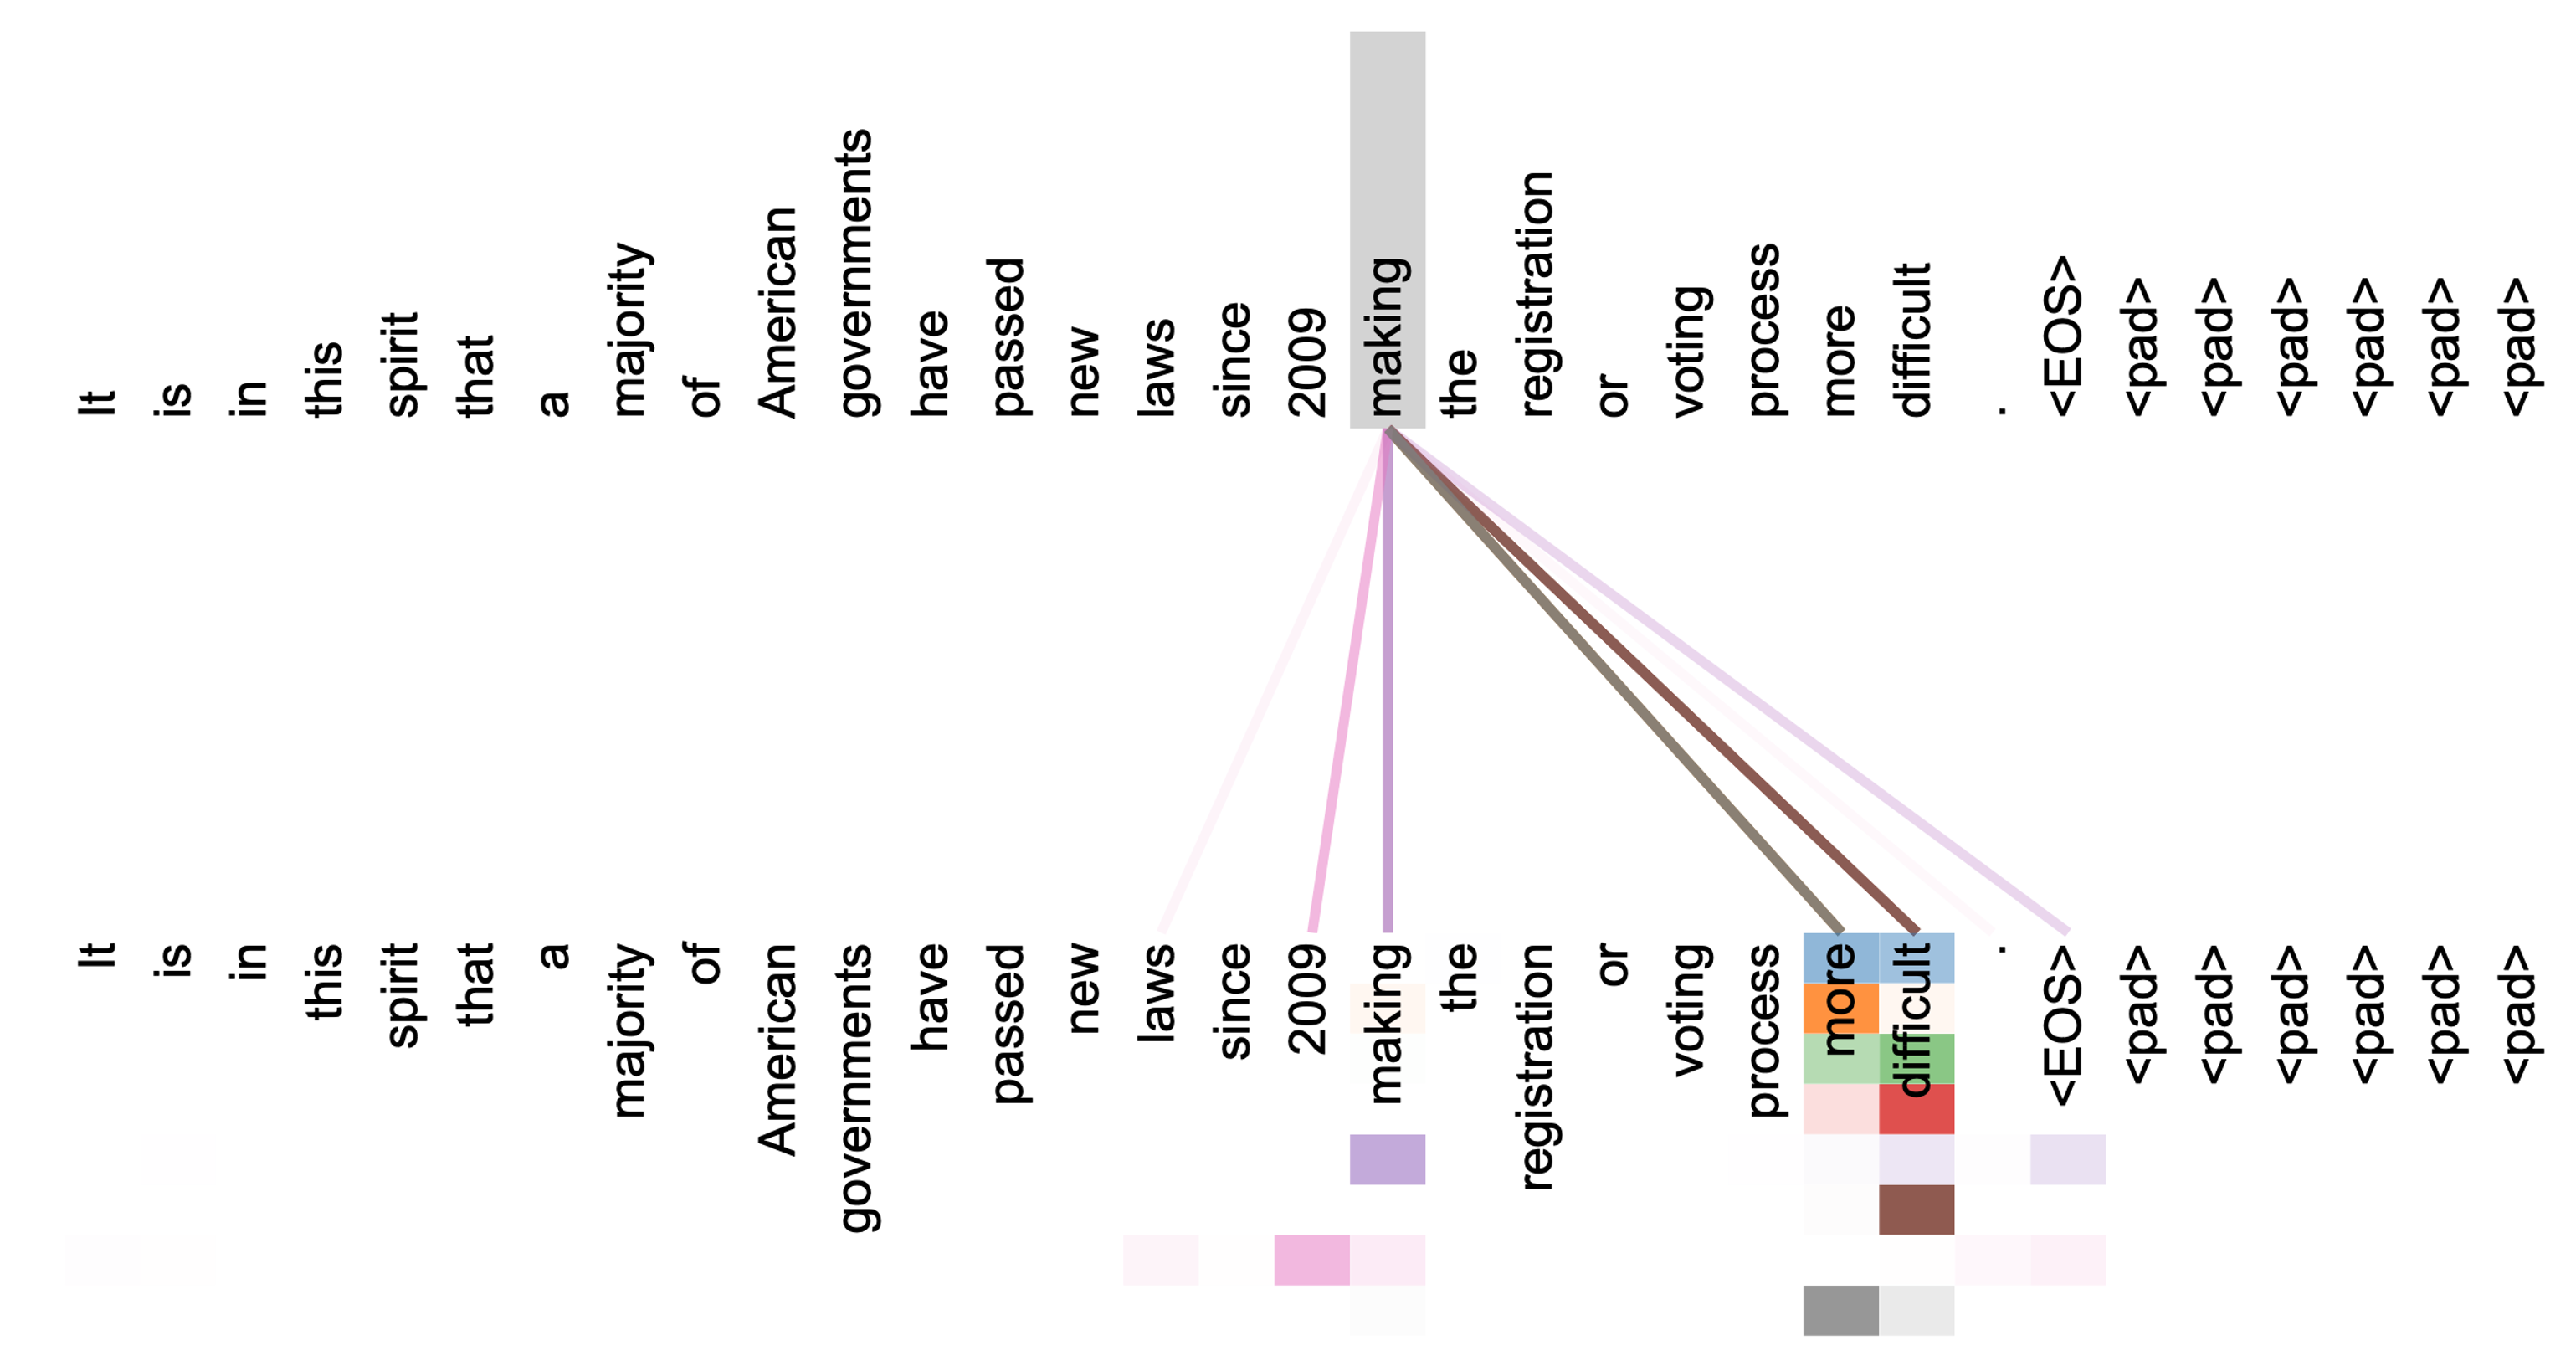 It is in this spirit that a majority of American governments have passed new laws since 2009 making the registration or voting process more difficult . <EOS> <pad> <pad> <pad> <pad> <pad> <pad>
It is in this spirit that a majority of American governments have passed new laws since 2009 making the registration or voting process more difficult . <EOS> <pad> <pad> <pad> <pad> <pad> <pad>